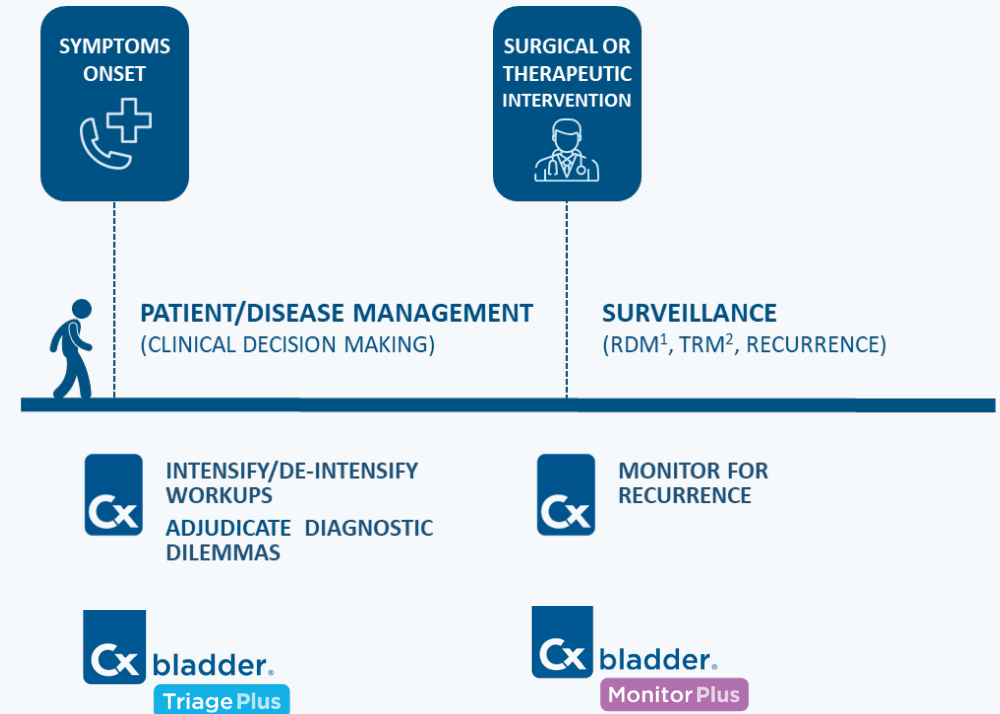 SYMPTOMS
ONSET
SURGICAL OR
THERAPEUTIC
INTERVENTION
PATIENT/DISEASE MANAGEMENT
(CLINICAL DECISION MAKING)
SURVEILLANCE
(RDM¹, TRM², RECURRENCE)
Cx
INTENSIFY/DE-INTENSIFY
WORKUPS
ADJUDICATE DIAGNOSTIC
DILEMMAS
Cx
MONITOR FOR
RECURRENCE
Cx bladder®
Triage Plus
Cx bladder®
Monitor Plus